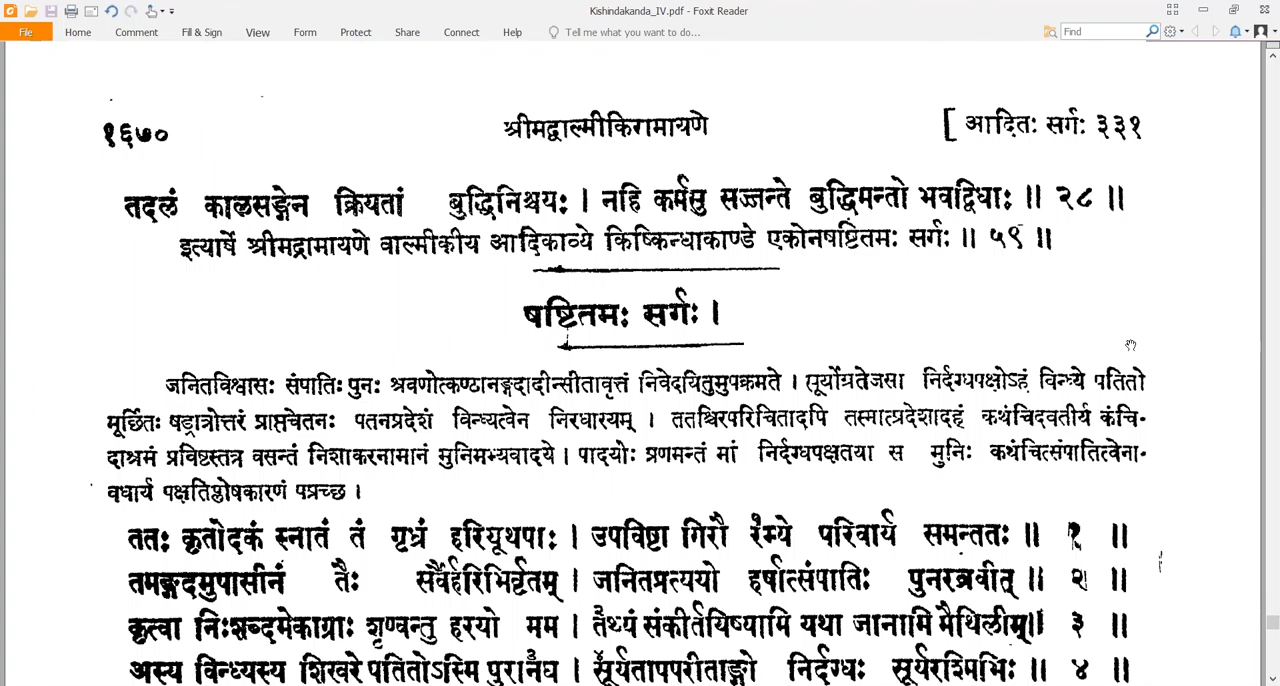 Kishindakanda_IV.pdf - Foxit Reader
File Home Comment Fill & Sign View Form Protect Share Connect Help Tell me what you want to do... Find
१६७० श्रीमद्वाल्मीकिरामायणे [ आदितः सर्गः ३३१
तदलं कालसङ्गेन क्रियतां बुद्धिनिश्चयः । नहि कर्मसु सज्जन्ते बुद्धिमन्तो भवद्विधाः ॥ २८ ॥
इत्यार्षे श्रीमद्रामायणे वाल्मीकीय आदिकाव्ये किष्किन्धाकाण्डे एकोनषष्टितमः सर्गः ॥ ५९ ॥
षष्टितमः सर्गः ।
जनितविश्वासः संपातिः पुनः श्रवणोत्कण्ठानङ्गदादीन्सीतावृत्तं निवेदयितुमुपक्रमते । सूर्योग्रतेजसा निर्दग्धपक्षोऽहं विन्ध्ये पतितो
मूर्छितः षड्रात्रोत्तरं प्राप्तचेतनः पतनप्रदेशं विन्ध्यत्वेन निरधारयम् । ततश्चिरपरिचितादपि तस्मात्प्रदेशादहं कथंचिदवतीर्य कंचि-
दाश्रमं प्रविष्टस्तत्र वसन्तं निशाकरनामानं मुनिमभ्यवादये । पादयोः प्रणमन्तं मां निर्दग्धपक्षतया स मुनिः कथंचित्संपातित्वेना-
वधार्य पक्षतिप्लोषकारणं पप्रच्छ ।
ततः कृतोदकं स्नातं तं गृध्रं हरियूथपाः । उपविष्टा गिरौ रम्ये परिवार्य समन्ततः ॥ १ ॥
तमङ्गदमुपासीनं तैः सर्वैर्हरिभिर्वृतम् । जनितप्रत्ययो हर्षात्संपातिः पुनरब्रवीत् ॥ २ ॥
कृत्वा निःशब्दमेकाग्राः शृण्वन्तु हरयो मम । तथ्यं संकीर्तयिष्यामि यथा जानामि मैथिलीम् ॥ ३ ॥
अस्य विन्ध्यस्य शिखरे पतितोऽस्मि पुरानघ । सूर्यतापपरीताङ्गो निर्दग्धः सूर्यरश्मिभिः ॥ ४ ॥